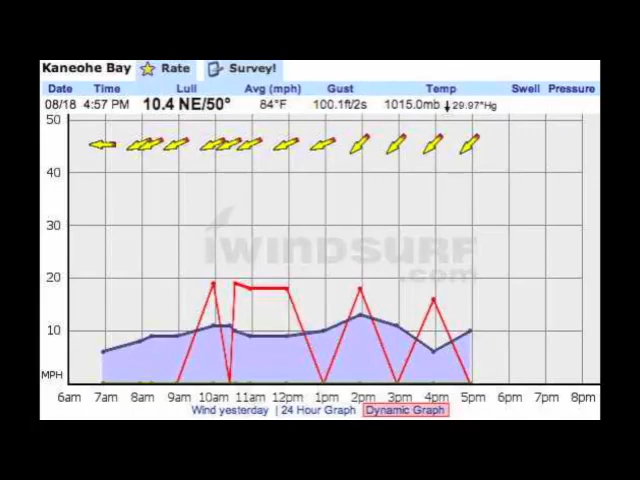 Kaneohe Bay Rate Survey!
Date Time Lull Avg (mph) Gust Temp Swell Pressure
08/18 4:57 PM 10.4 NE/50° 84°F 100.1ft/2s 1015.0mb 29.97"Hg
50
40
30
iWINDSURF
.com
20
10
MPH
6am 7am 8am 9am 10am 11am 12pm 1pm 2pm 3pm 4pm 5pm 6pm 7pm 8pm
Wind yesterday | 24 Hour Graph Dynamic Graph